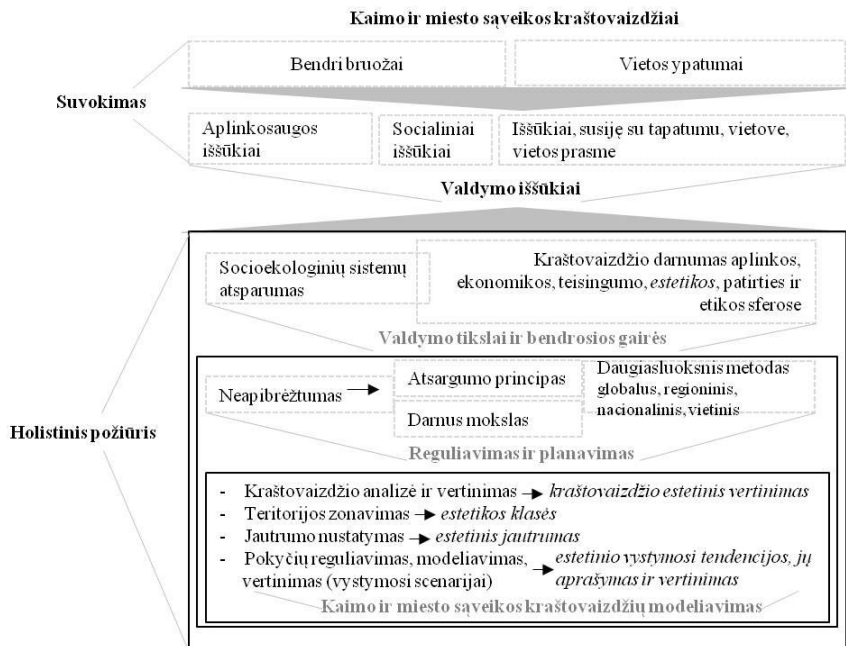 Kaimo ir miesto sąveikos kraštovaizdžiai
Bendri bruožai
Vietos ypatumai
Suvokimas
Aplinkosaugos
iššūkiai
Socialiniai
iššūkiai
Iššūkiai, susiję su tapatumu, vietove,
vietos prasme
Valdymo iššūkiai
Socioekologinių sistemų
atsparumas
Kraštovaizdžio darnumas aplinkos,
ekonomikos, teisingumo, estetikos, patirties ir
etikos sferose
Valdymo tikslai ir bendrosios gairės
Holistinis požiūris
Neapibrėžtumas
Atsargumo principas
Darnus mokslas
Daugiasluoksnis metodas
globalus, regioninis,
nacionalinis, vietinis
Reguliavimas ir planavimas
- Kraštovaizdžio analizė ir vertinimas → kraštovaizdžio estetinis vertinimas
- Teritorijos zonavimas → estetikos klasės
- Jautrumo nustatymas → estetinis jautrumas
- Pokyčių reguliavimas, modeliavimas,
vertinimas (vystymosi scenarijai)
→ estetinio vystymosi tendencijos, jų
aprašymas ir vertinimas
Kaimo ir miesto sąveikos kraštovaizdžių modeliavimas